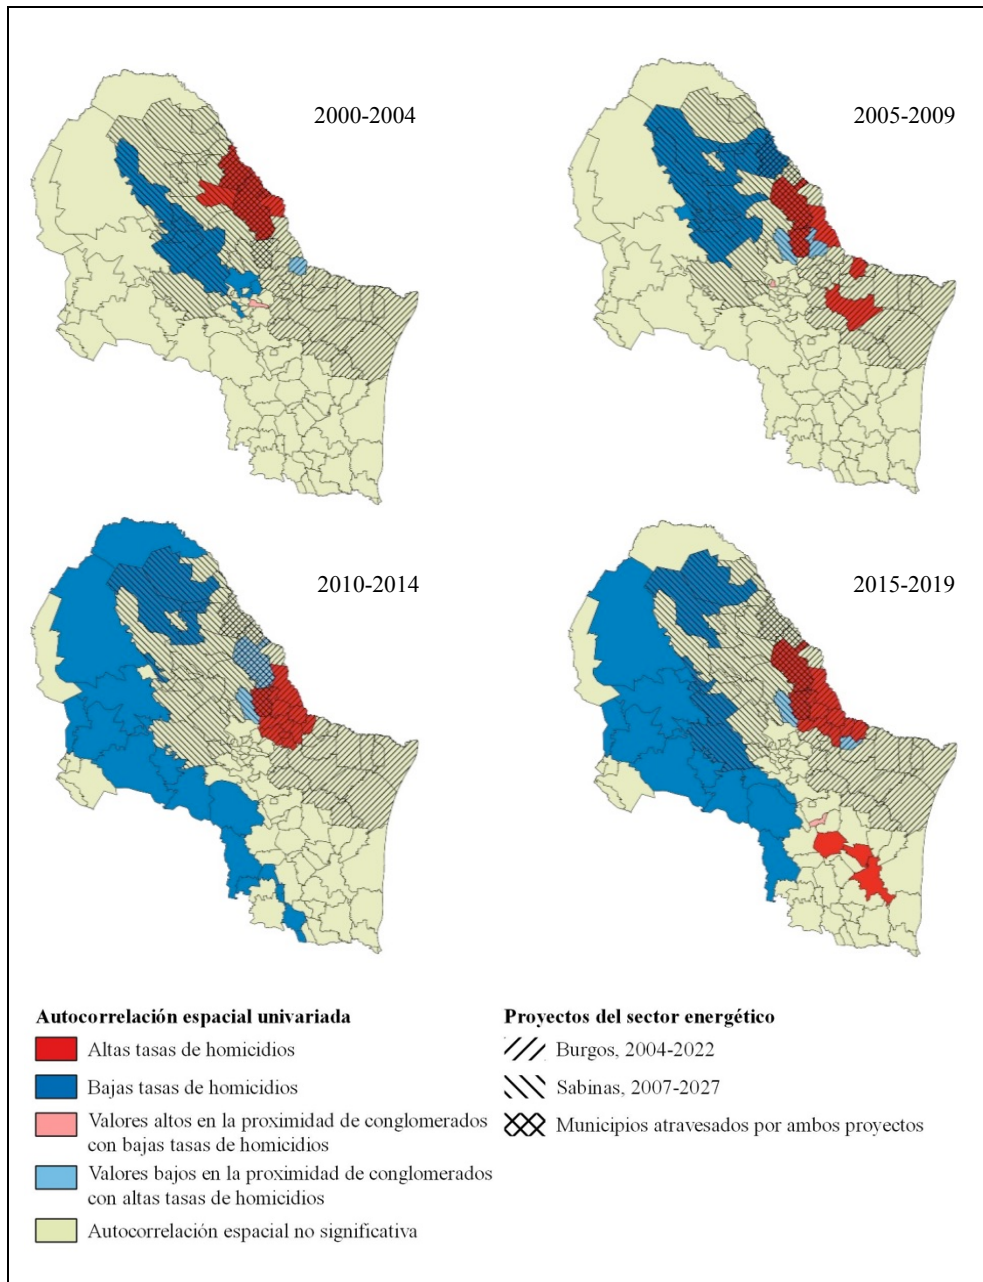 2000-2004
2005-2009
2010-2014
2015-2019
Autocorrelación espacial univariada
Altas tasas de homicidios
Bajas tasas de homicidios
Valores altos en la proximidad de conglomerados
con bajas tasas de homicidios
Valores bajos en la proximidad de conglomerados
con altas tasas de homicidios
Autocorrelación espacial no significativa
Proyectos del sector energético
Burgos, 2004-2022
Sabinas, 2007-2027
Municipios atravesados por ambos proyectos